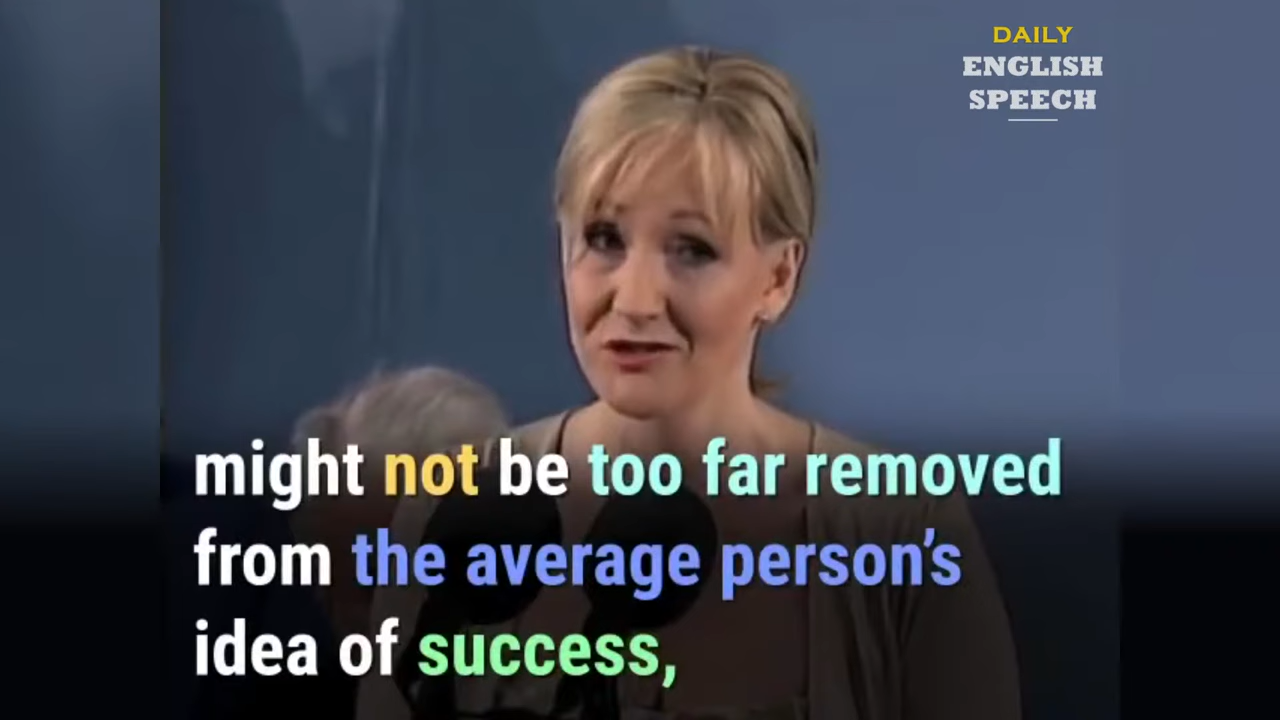 DAILY
ENGLISH
SPEECH
might not be too far removed
from the average person’s
idea of success,